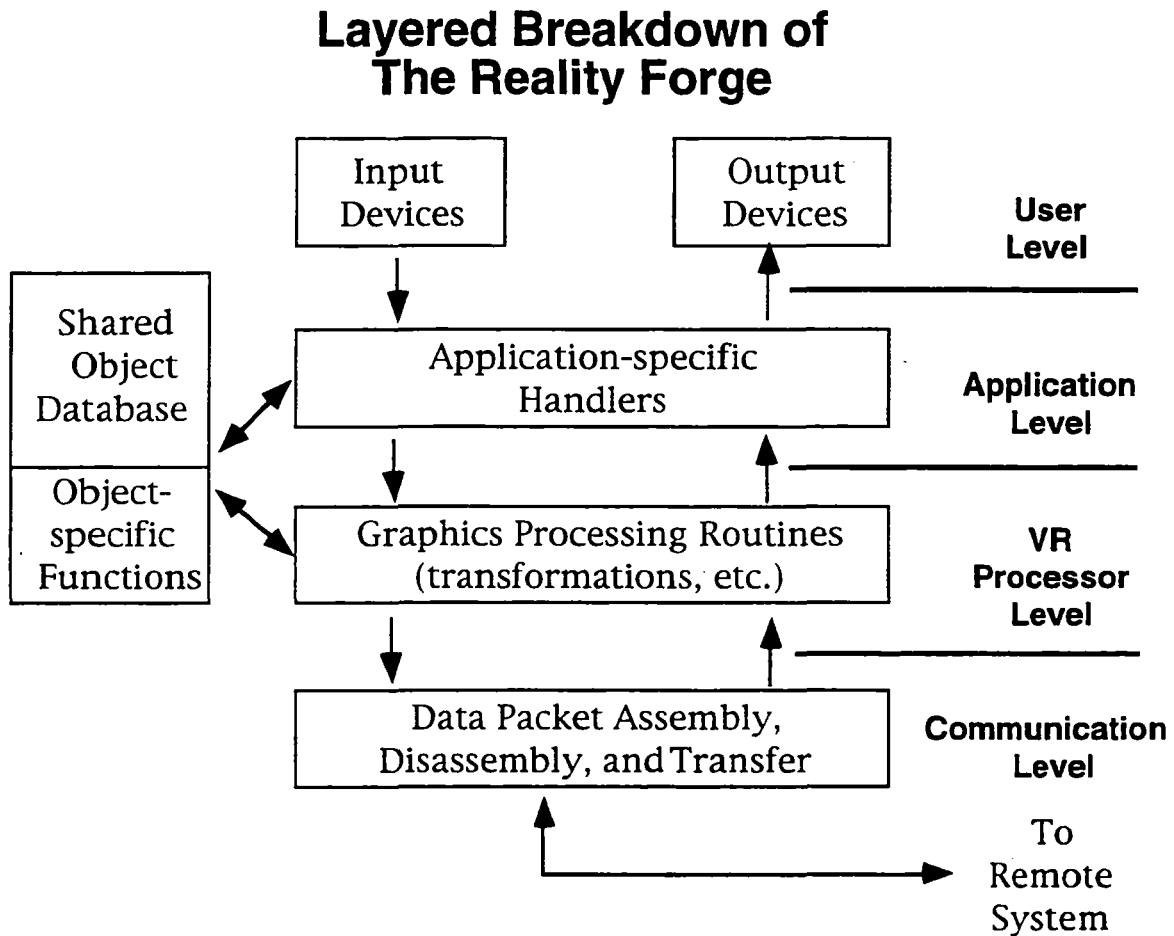 Layered Breakdown of
The Reality Forge
Input
Devices
Output
Devices
User
Level
Shared
Object
Database
Application-specific
Handlers
Application
Level
Object-
specific
Functions
Graphics Processing Routines
(transformations, etc.)
VR
Processor
Level
Data Packet Assembly,
Disassembly, and Transfer
Communication
Level
To
Remote
System